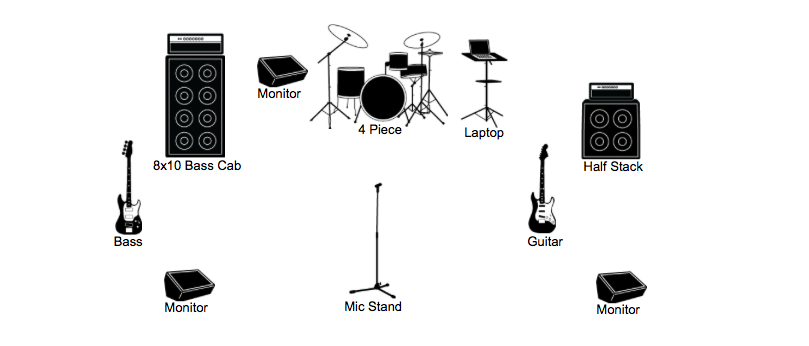 Monitor
4 Piece
Laptop
8x10 Bass Cab
Half Stack
Bass
Guitar
Monitor
Mic Stand
Monitor